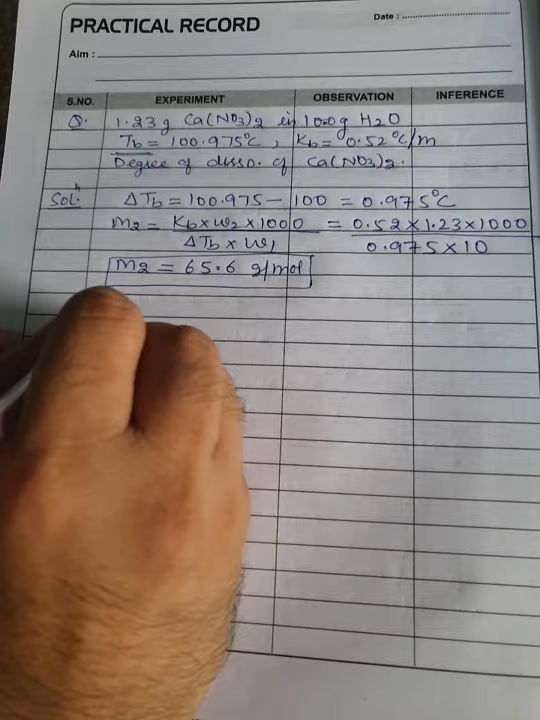 PRACTICAL RECORD
Date :
Aim :
S.NO. EXPERIMENT OBSERVATION INFERENCE
Q. 1.23g Ca(NO3)2 in 10.0g H2O
Tb = 100.975°C, Kb = 0.52°C/m
Degree of disso. of Ca(NO3)2.
Sol. ΔTb = 100.975 - 100 = 0.975°C
M2 = Kb×W2×1000 / ΔTb×W1 = 0.52×1.23×1000 / 0.975×10
M2 = 65.6 g/mol